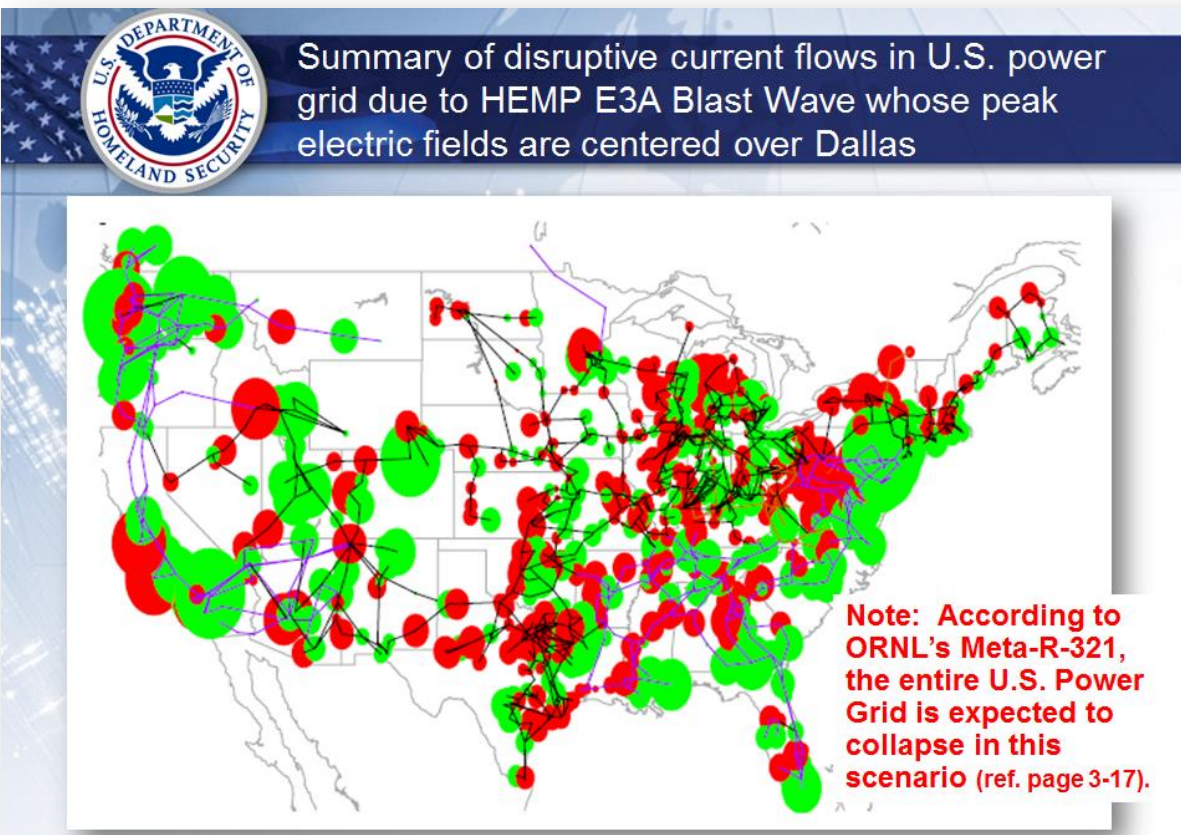 U.S. DEPARTMENT OF
HOMELAND SECURITY
Summary of disruptive current flows in U.S. power
grid due to HEMP E3A Blast Wave whose peak
electric fields are centered over Dallas
Note: According to
ORNL's Meta-R-321,
the entire U.S. Power
Grid is expected to
collapse in this
scenario (ref. page 3-17).